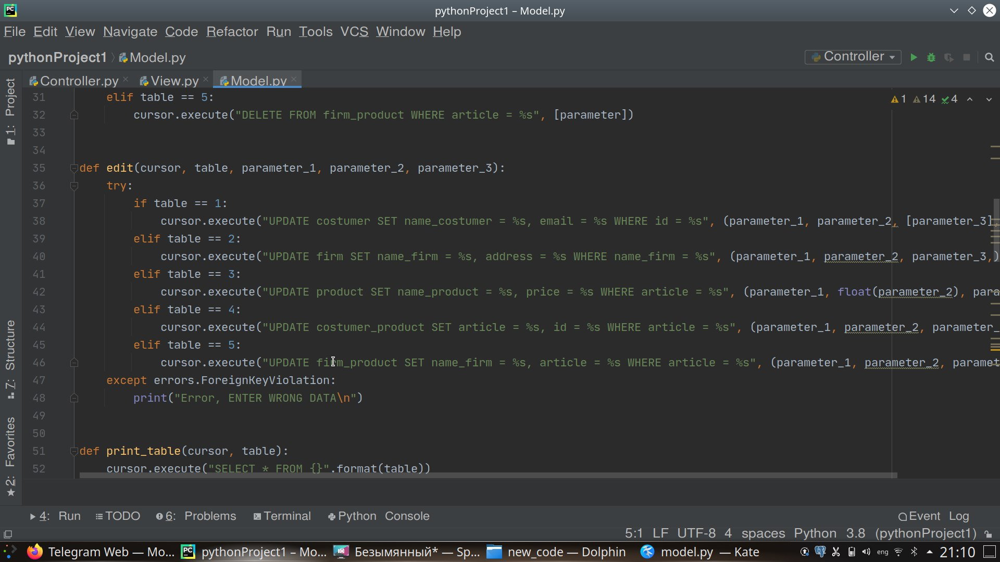 PC
pythonProject1 – Model.py
File Edit View Navigate Code Refactor Run Tools VCS Window Help
pythonProject1 Model.py
Controller
Controller.py View.py Model.py
1 14 4
1: Project
7: Structure
2: Favorites
31 elif table == 5:
32 cursor.execute("DELETE FROM firm_product WHERE article = %s", [parameter])
33
34
35 def edit(cursor, table, parameter_1, parameter_2, parameter_3):
36 try:
37 if table == 1:
38 cursor.execute("UPDATE costumer SET name_costumer = %s, email = %s WHERE id = %s", (parameter_1, parameter_2, [parameter_3],
39 elif table == 2:
40 cursor.execute("UPDATE firm SET name_firm = %s, address = %s WHERE name_firm = %s", (parameter_1, parameter_2, parameter_3,)
41 elif table == 3:
42 cursor.execute("UPDATE product SET name_product = %s, price = %s WHERE article = %s", (parameter_1, float(parameter_2), para
43 elif table == 4:
44 cursor.execute("UPDATE costumer_product SET article = %s, id = %s WHERE article = %s", (parameter_1, parameter_2, parameter_
45 elif table == 5:
46 cursor.execute("UPDATE firm_product SET name_firm = %s, article = %s WHERE article = %s", (parameter_1, parameter_2, paramet
47 except errors.ForeignKeyViolation:
48 print("Error, ENTER WRONG DATA\n")
49
50
51 def print_table(cursor, table):
52 cursor.execute("SELECT * FROM {}".format(table))
4: Run TODO 6: Problems Terminal Python Console Event Log
5:1 LF UTF-8 4 spaces Python 3.8 (pythonProject1)
Telegram Web — Mo... PC pythonProject1 – Mo... Безымянный* — Sp... new_code — Dolphin model.py — Kate eng 21:10